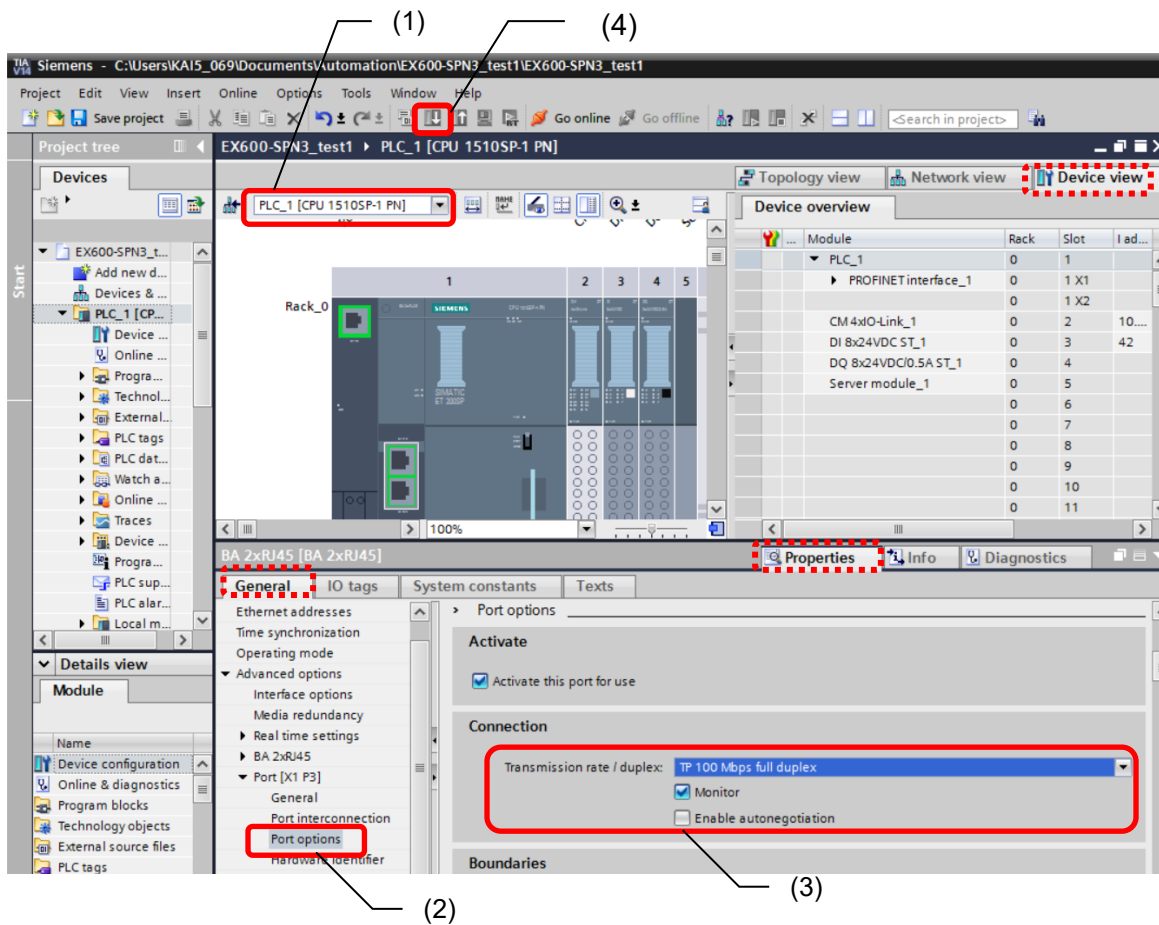 (1)
(4)
TIA V14 Siemens - C:\Users\KAI5_069\Documents\Automation\EX600-SPN3_test1\EX600-SPN3_test1
Project Edit View Insert Online Options Tools Window Help
Save project Go online Go offline <Search in project>
Project tree
EX600-SPN3_test1 PLC_1 [CPU 1510SP-1 PN]
Devices
Topology view Network view Device view
PLC_1 [CPU 1510SP-1 PN]
Device overview
... Module Rack Slot I ad...
PLC_1 0 1
PROFINET interface_1 0 1 X1
0 1 X2
CM 4xIO-Link_1 0 2 10....
DI 8x24VDC ST_1 0 3 42
DQ 8x24VDC/0.5A ST_1 0 4
Server module_1 0 5
0 6
0 7
0 8
0 9
0 10
0 11
Start
EX600-SPN3_t...
Add new d...
Devices & ...
PLC_1 [CP...
Device ...
Online ...
Progra...
Technol...
External...
PLC tags
PLC dat...
Watch a...
Online ...
Traces
Device ...
Progra...
PLC sup...
PLC alar...
Local m...
1 2 3 4 5
Rack_0
SIEMENS
SIMATIC
ET 200SP
100%
Details view
Module
Name
Device configuration
Online & diagnostics
Program blocks
Technology objects
External source files
PLC tags
BA 2xRJ45 [BA 2xRJ45]
Properties Info Diagnostics
General IO tags System constants Texts
Ethernet addresses
Time synchronization
Operating mode
Advanced options
Interface options
Media redundancy
Real time settings
BA 2xRJ45
Port [X1 P3]
General
Port interconnection
Port options
Hardware identifier
Port options
Activate
Activate this port for use
Connection
Transmission rate / duplex: TP 100 Mbps full duplex
Monitor
Enable autonegotiation
Boundaries
(3)
(2)